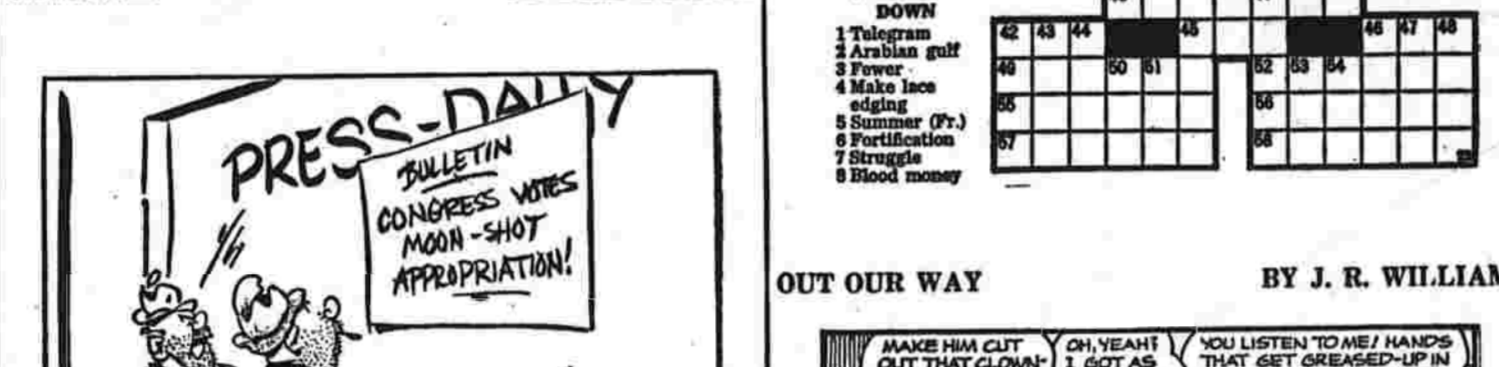 PRESS-DAILY
BULLETIN
CONGRESS VOTES
MOON-SHOT
APPROPRIATION!
DOWN
1 Telegram
2 Arabian gulf
3 Fewer
4 Make lace
edging
5 Summer (Fr.)
6 Fortification
7 Struggle
8 Blood money
42 43 44 45 46 47 48
49 50 51 52 53 54
55 56
57 58
OUT OUR WAY
BY J. R. WILLIAM
MAKE HIM CUT
OUT THAT CLOWN-
OH, YEAH?
I GOT AS
YOU LISTEN TO ME! HANDS
THAT GET GREASED-UP IN